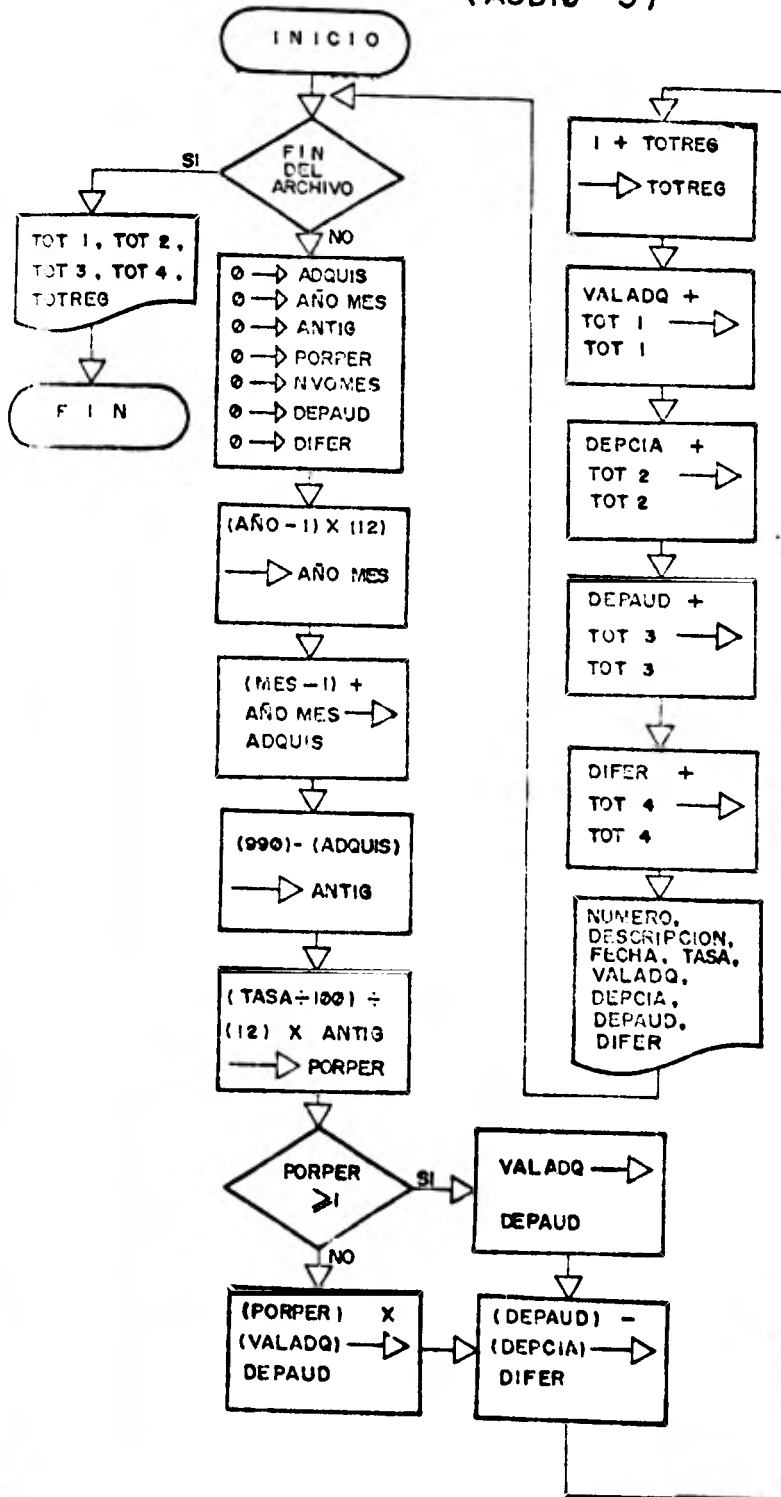 INICIO
FIN
DEL
ARCHIVO
SI
NO
TOT 1, TOT 2,
TOT 3, TOT 4,
TOTREG
FIN
0 → ADQUIS
0 → AÑO MES
0 → ANTIG
0 → PORPER
0 → NVOMES
0 → DEPAUD
0 → DIFER
(AÑO - 1) X (12)
→ AÑO MES
(MES - 1) +
AÑO MES →
ADQUIS
(990) - (ADQUIS)
→ ANTIG
(TASA ÷ 100) ÷
(12) X ANTIG
→ PORPER
PORPER
⩾1
SI
NO
VALADQ →
DEPAUD
(PORPER) X
(VALADQ) →
DEPAUD
(DEPAUD) -
(DEPCIA) →
DIFER
1 + TOTREG
→ TOTREG
VALADQ +
TOT 1 →
TOT 1
DEPCIA +
TOT 2 →
TOT 2
DEPAUD +
TOT 3 →
TOT 3
DIFER +
TOT 4 →
TOT 4
NUMERO,
DESCRIPCION,
FECHA, TASA,
VALADQ,
DEPCIA,
DEPAUD,
DIFER